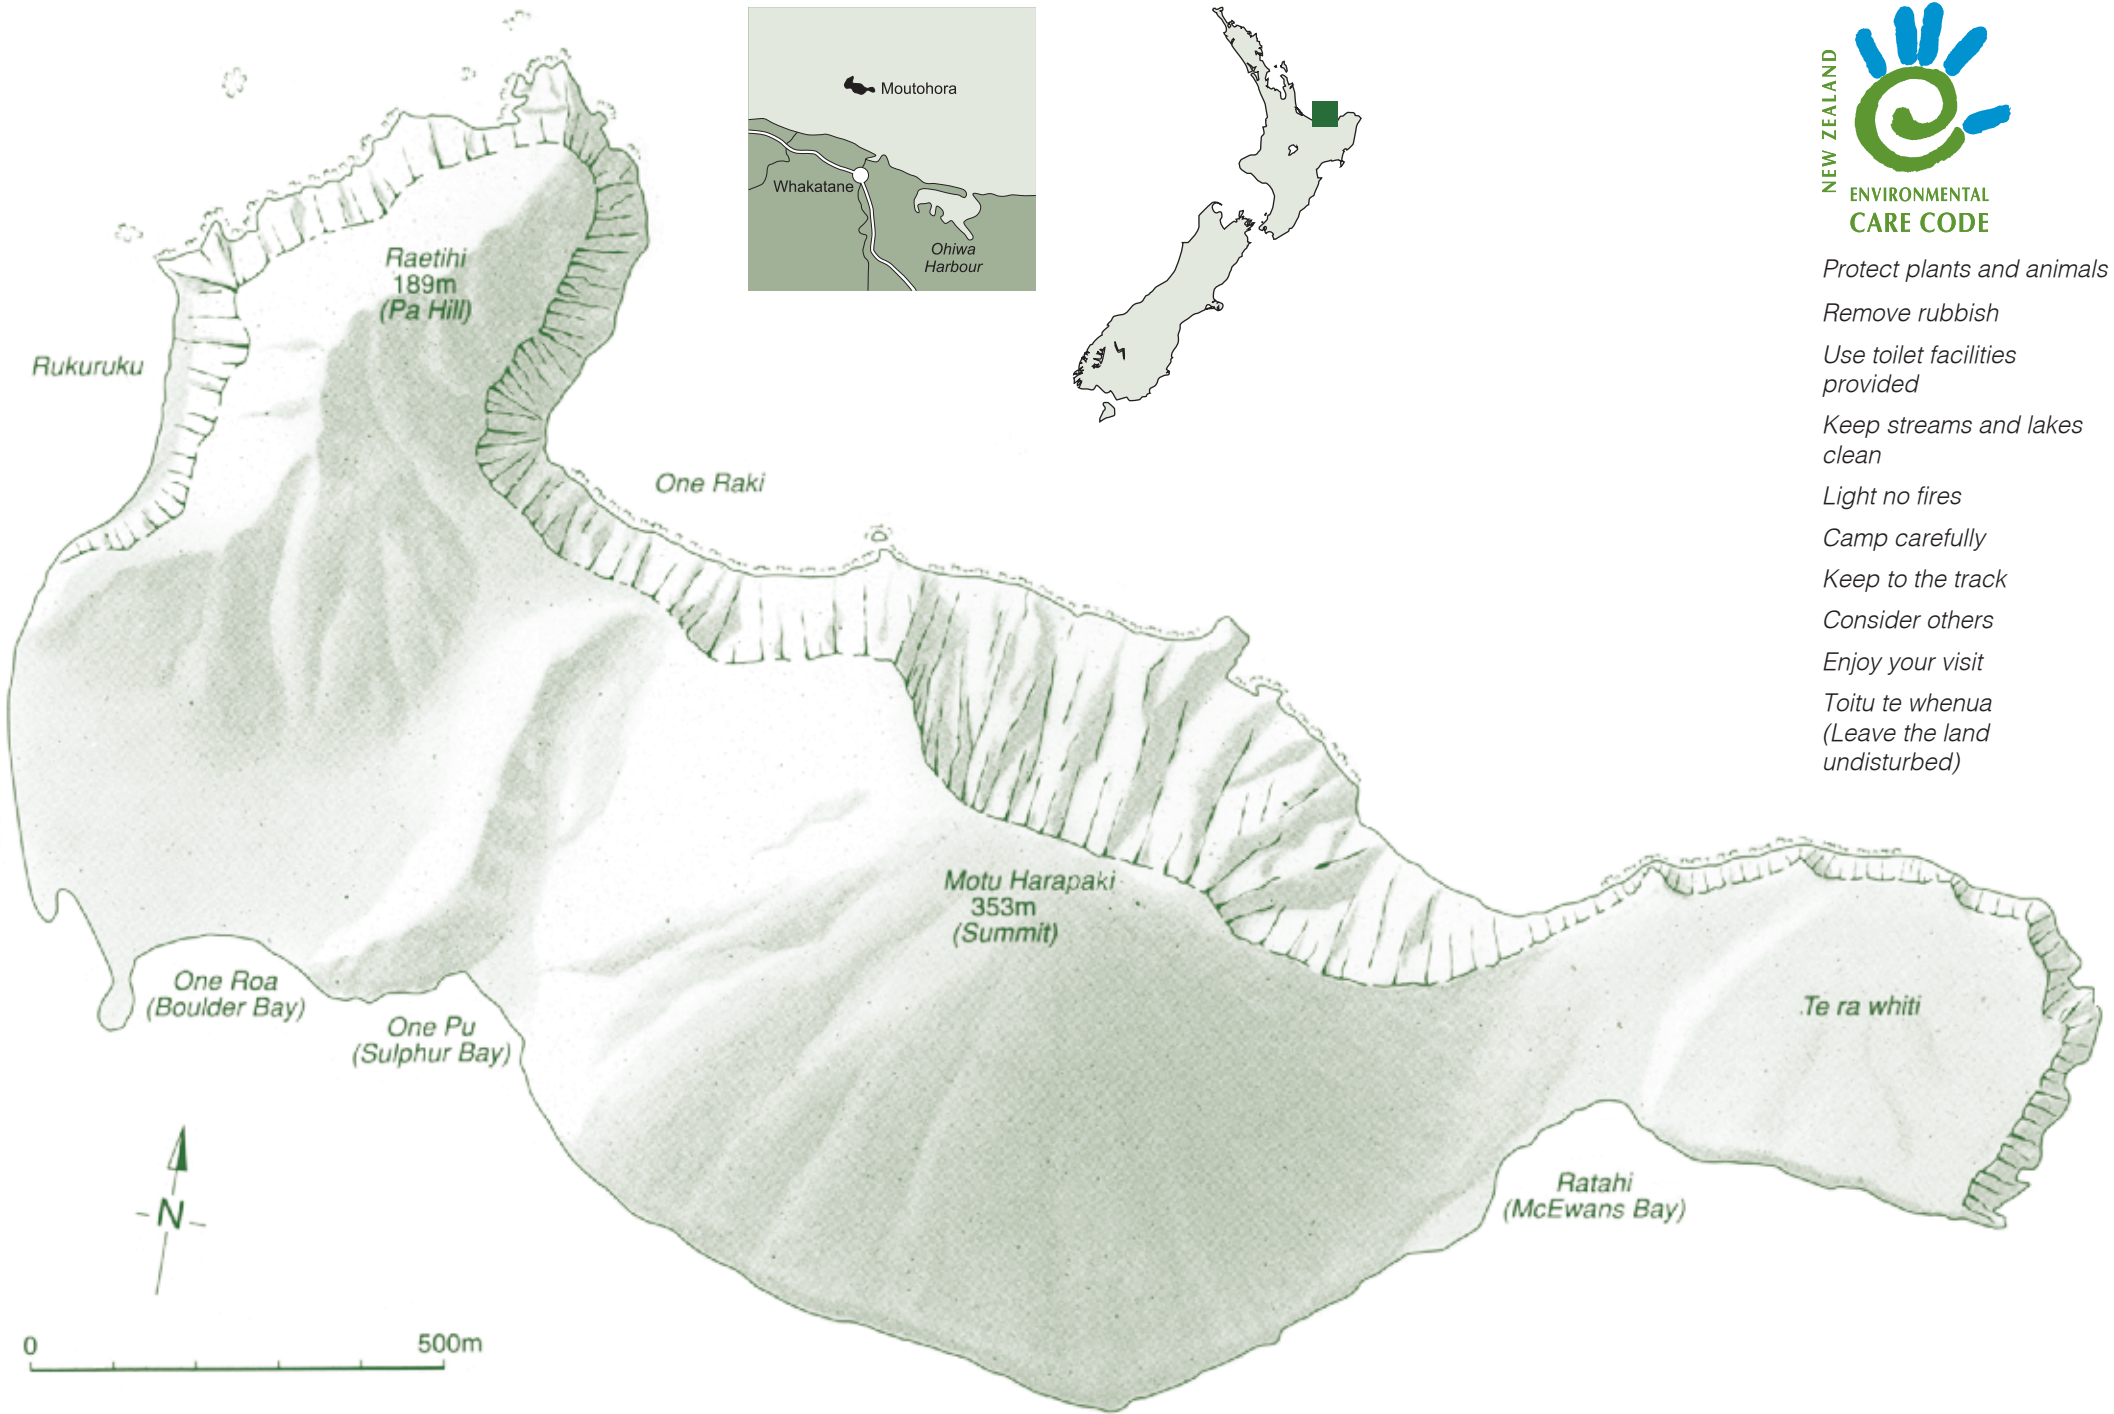 Moutohora
Whakatane
Ohiwa
Harbour
NEW ZEALAND
ENVIRONMENTAL
CARE CODE
Protect plants and animals
Remove rubbish
Use toilet facilities
provided
Keep streams and lakes
clean
Light no fires
Camp carefully
Keep to the track
Consider others
Enjoy your visit
Toitu te whenua
(Leave the land
undisturbed)
Raetihi
189m
(Pa Hill)
Rukuruku
One Raki
Motu Harapaki
353m
(Summit)
One Roa
(Boulder Bay)
One Pu
(Sulphur Bay)
Te ra whiti
Ratahi
(McEwans Bay)
N
0 500m